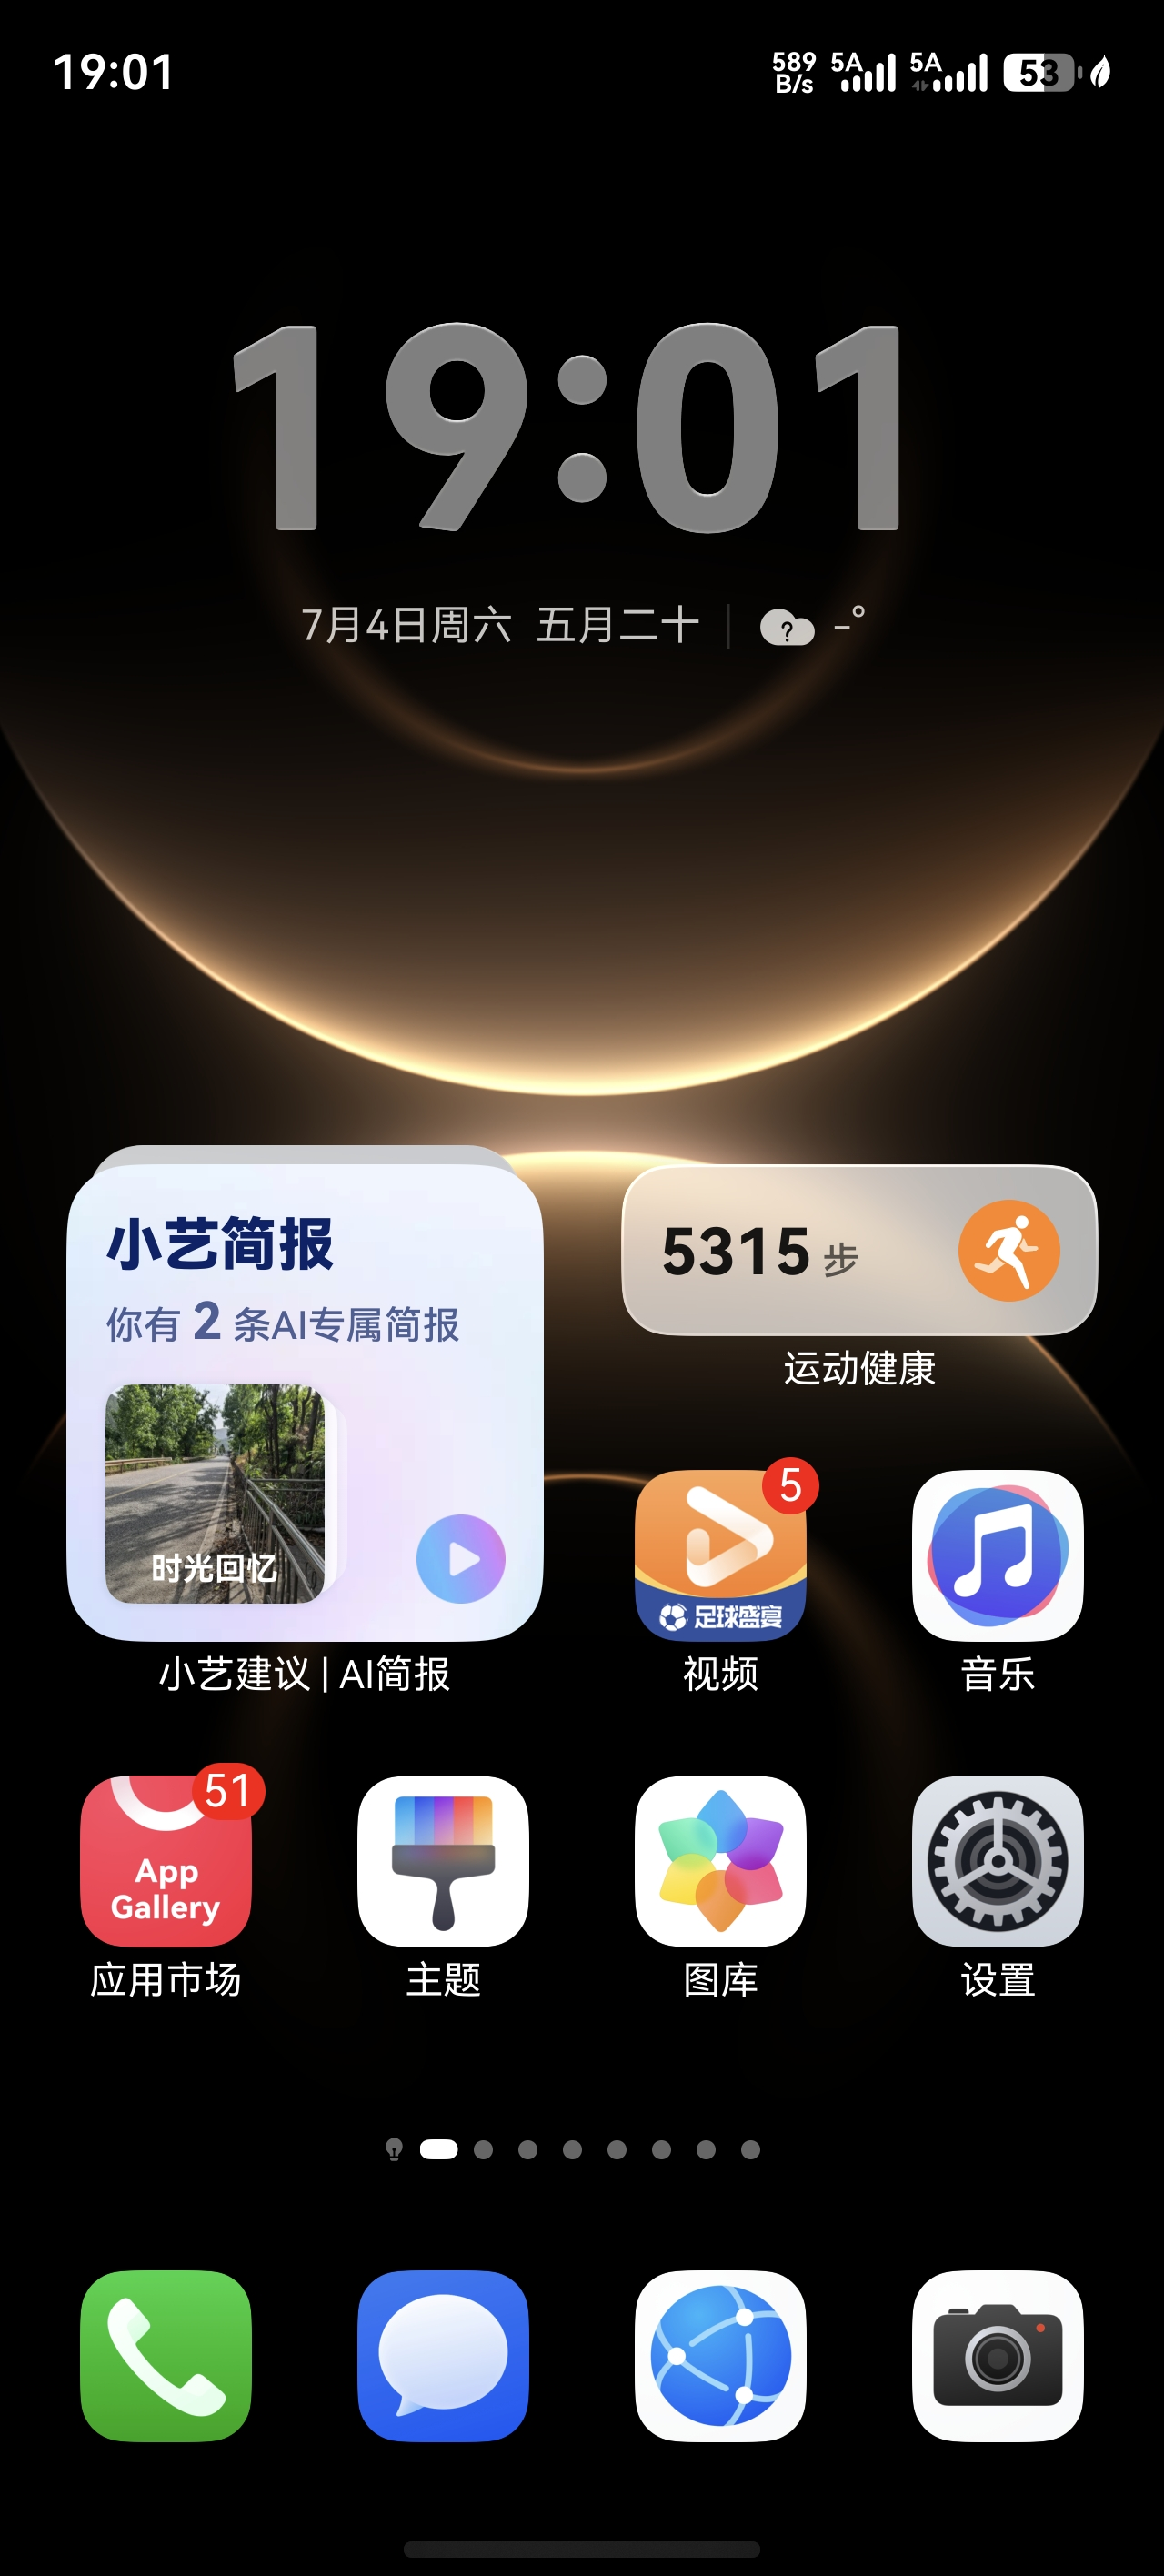 19:01
589 B/s 5A 5A 53
19:01
7月4日周六 五月二十 | ? -°
小艺简报
你有 2 条AI专属简报
时光回忆
小艺建议 | AI简报
5315 步
运动健康
5
足球盛宴
视频
音乐
51
App
Gallery
应用市场
主题
图库
设置